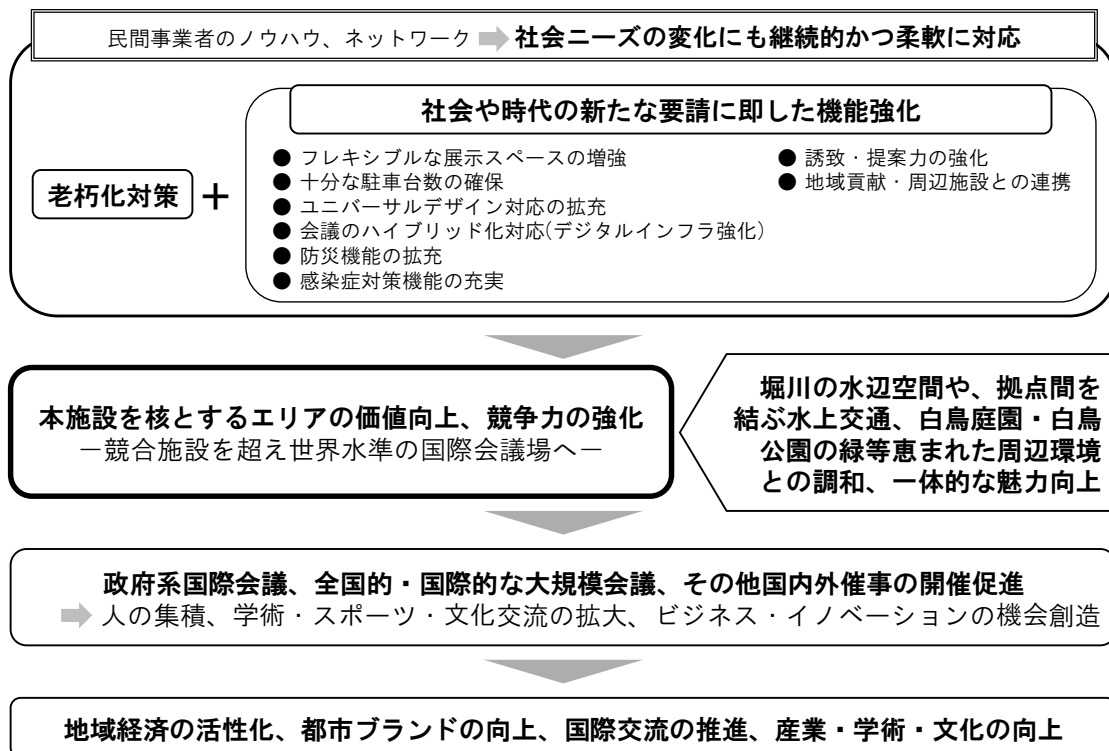 民間事業者のノウハウ、ネットワーク 社会ニーズの変化にも継続的かつ柔軟に対応
社会や時代の新たな要請に即した機能強化
老朽化対策 ＋
● フレキシブルな展示スペースの増強
● 十分な駐車台数の確保
● ユニバーサルデザイン対応の拡充
● 会議のハイブリッド化対応(デジタルインフラ強化)
● 防災機能の拡充
● 感染症対策機能の充実
● 誘致・提案力の強化
● 地域貢献・周辺施設との連携
本施設を核とするエリアの価値向上、競争力の強化
－競合施設を超え世界水準の国際会議場へ－
堀川の水辺空間や、拠点間を
結ぶ水上交通、白鳥庭園・白鳥
公園の緑等恵まれた周辺環境
との調和、一体的な魅力向上
政府系国際会議、全国的・国際的な大規模会議、その他国内外催事の開催促進
人の集積、学術・スポーツ・文化交流の拡大、ビジネス・イノベーションの機会創造
地域経済の活性化、都市ブランドの向上、国際交流の推進、産業・学術・文化の向上